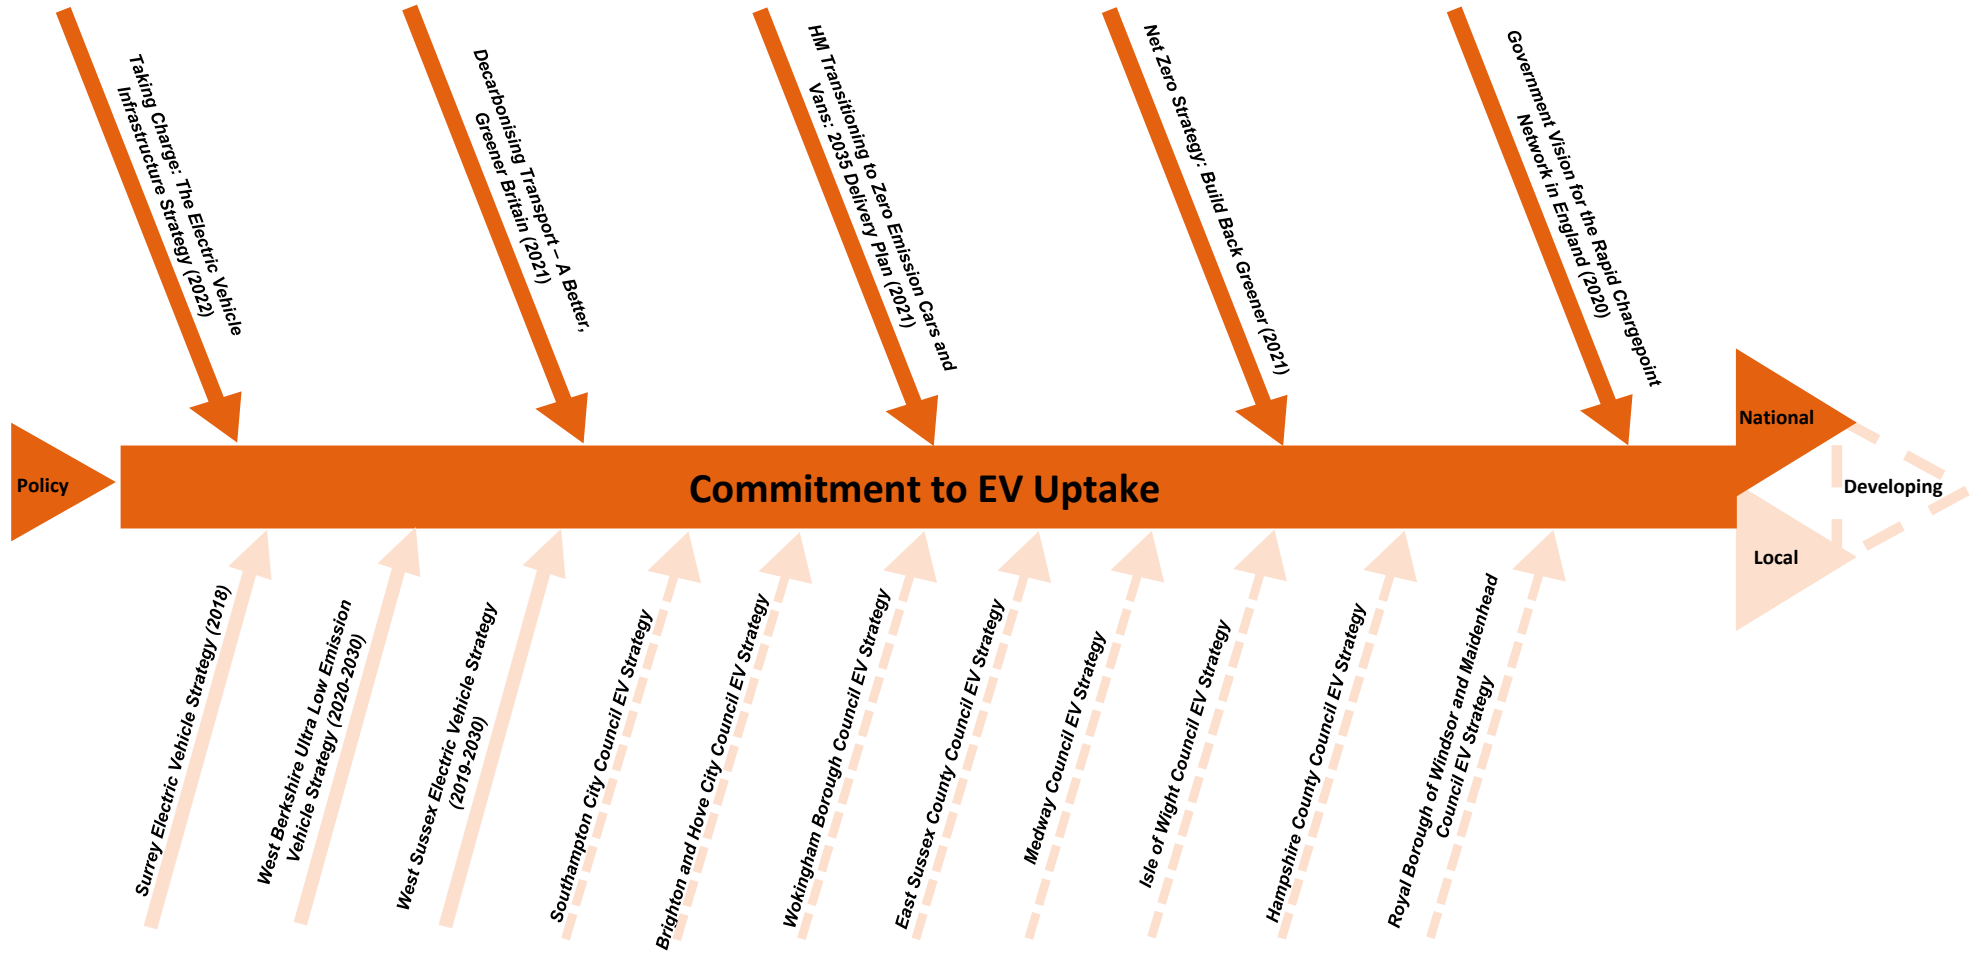 Taking Charge: The Electric Vehicle
Infrastructure Strategy (2022)
Decarbonising Transport – A Better,
Greener Britain (2021)
HM Transitioning to Zero Emission Cars and
Vans: 2035 Delivery Plan (2021)
Net Zero Strategy: Build Back Greener (2021)
Government Vision for the Rapid Chargepoint
Network in England (2020)
National
Policy
Commitment to EV Uptake
Developing
Local
Surrey Electric Vehicle Strategy (2018)
West Berkshire Ultra Low Emission
Vehicle Strategy (2020-2030)
West Sussex Electric Vehicle Strategy
(2019-2030)
Southampton City Council EV Strategy
Brighton and Hove City Council EV Strategy
Wokingham Borough Council EV Strategy
East Sussex County Council EV Strategy
Medway Council EV Strategy
Isle of Wight Council EV Strategy
Hampshire County Council EV Strategy
Royal Borough of Windsor and Maidenhead
Council EV Strategy